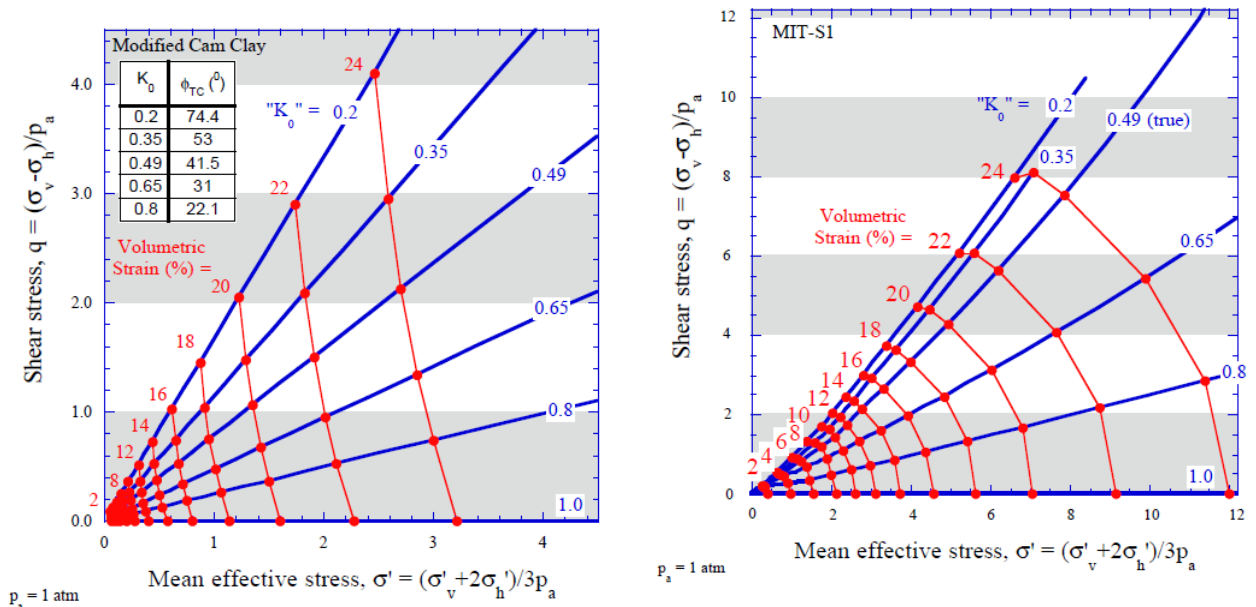 Modified Cam Clay
K0 ϕTC (0)
0.2 74.4
0.35 53
0.49 41.5
0.65 31
0.8 22.1
"K0" =
0.2
0.35
0.49
0.65
0.8
1.0
Volumetric
Strain (%) =
24
22
20
18
16
14
12
8
2
4.0
3.0
2.0
1.0
0.0
0 1 2 3 4
Shear stress, q = (σv-σh)/pa
Mean effective stress, σ' = (σ'v+2σh')/3pa
pa = 1 atm
MIT-S1
"K0" =
0.2
0.49 (true)
0.35
0.65
0.8
1.0
Volumetric
Strain (%) =
24
22
20
18
16
14
12
10
8
6
4
2
12
10
8
6
4
2
0
0 2 4 6 8 10 12
Shear stress, q = (σv-σh)/pa
Mean effective stress, σ' = (σ'v+2σh')/3pa
pa = 1 atm